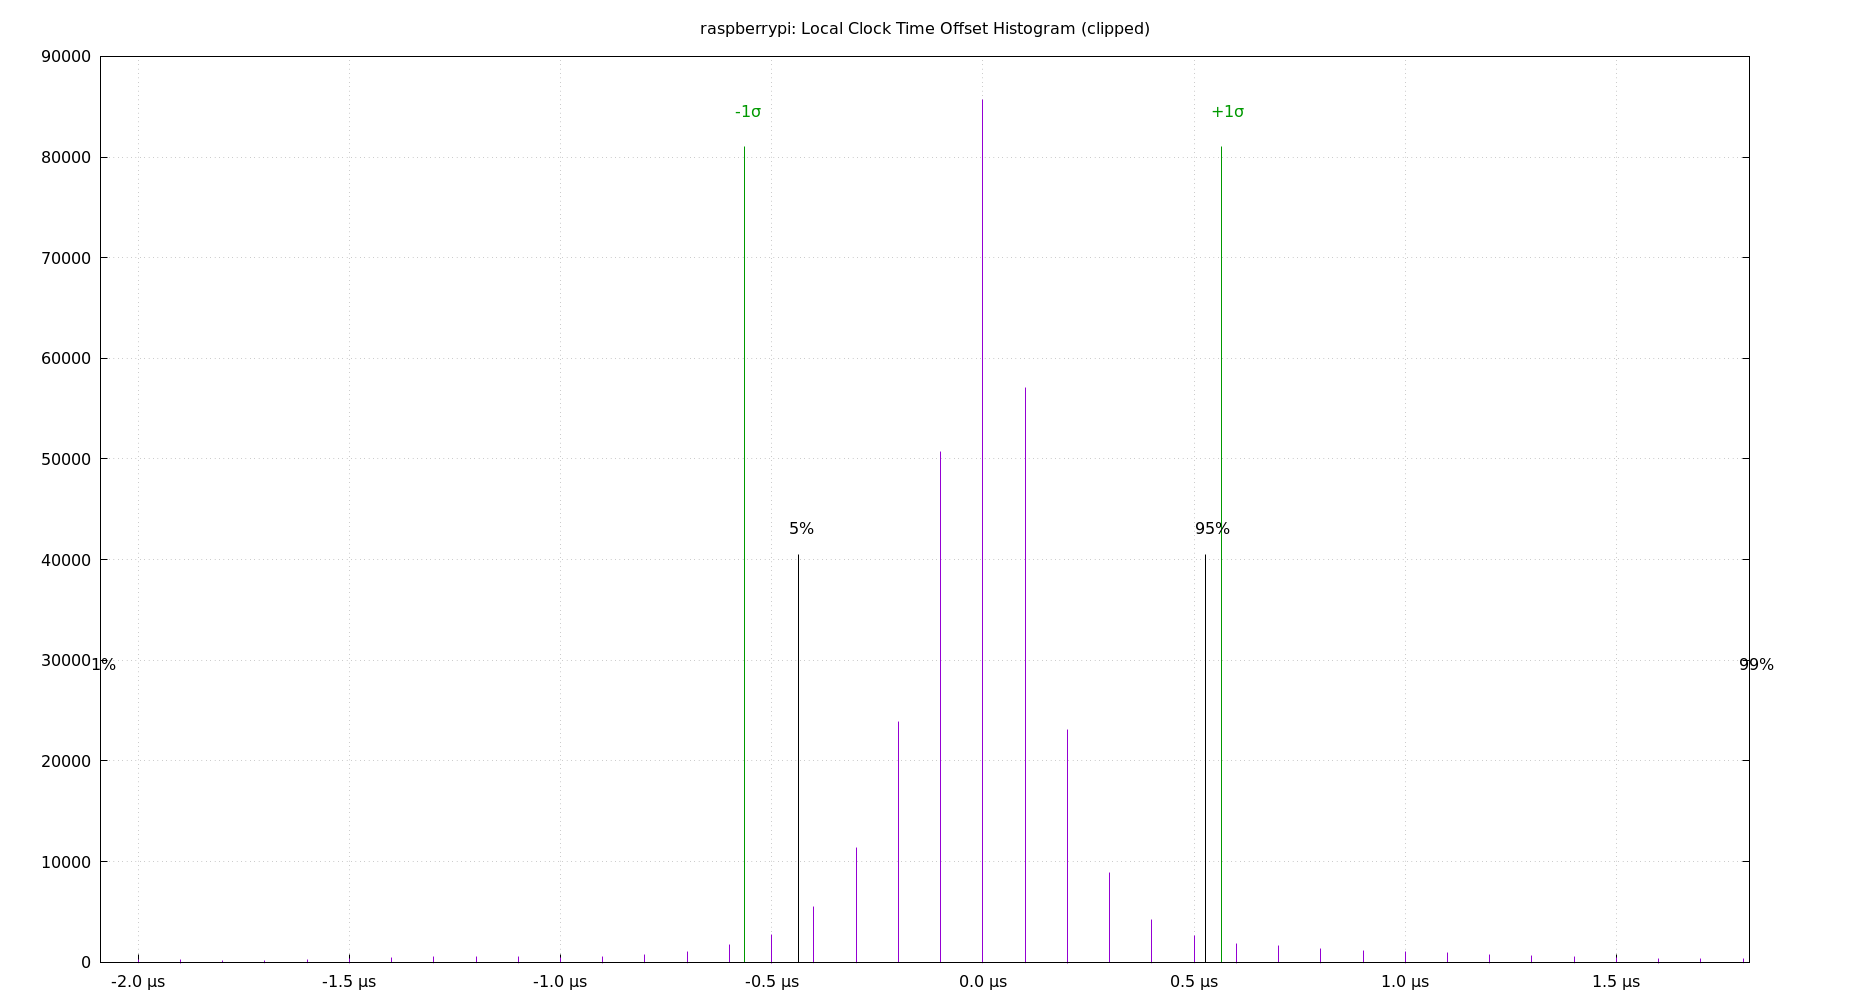 raspberrypi: Local Clock Time Offset Histogram (clipped)
90000
-1σ +1σ
80000
70000
60000
50000
5% 95%
40000
30000 1% 99%
20000
10000
0
-2.0 µs -1.5 µs -1.0 µs -0.5 µs 0.0 µs 0.5 µs 1.0 µs 1.5 µs